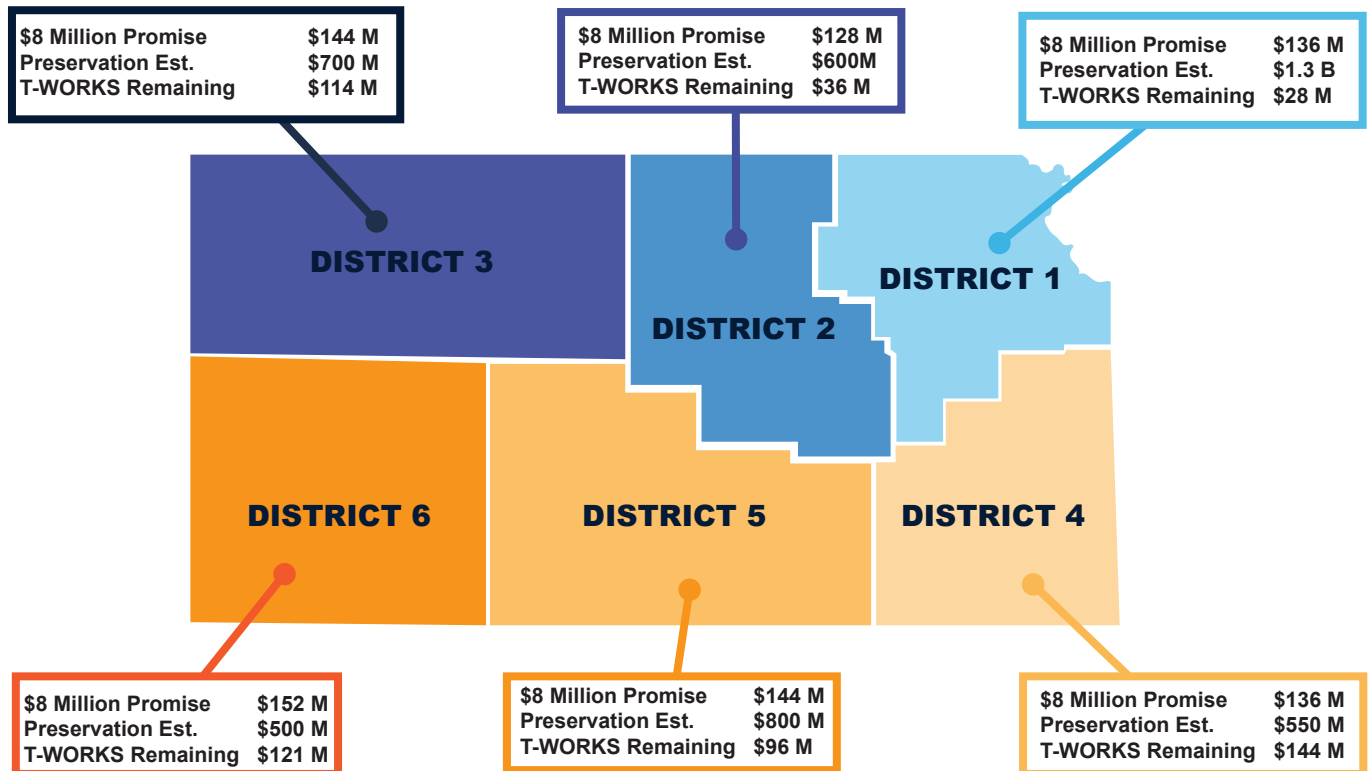 $8 Million Promise $144 M
Preservation Est. $700 M
T-WORKS Remaining $114 M
$8 Million Promise $128 M
Preservation Est. $600M
T-WORKS Remaining $36 M
$8 Million Promise $136 M
Preservation Est. $1.3 B
T-WORKS Remaining $28 M
DISTRICT 3
DISTRICT 2
DISTRICT 1
DISTRICT 6
DISTRICT 5
DISTRICT 4
$8 Million Promise $152 M
Preservation Est. $500 M
T-WORKS Remaining $121 M
$8 Million Promise $144 M
Preservation Est. $800 M
T-WORKS Remaining $96 M
$8 Million Promise $136 M
Preservation Est. $550 M
T-WORKS Remaining $144 M